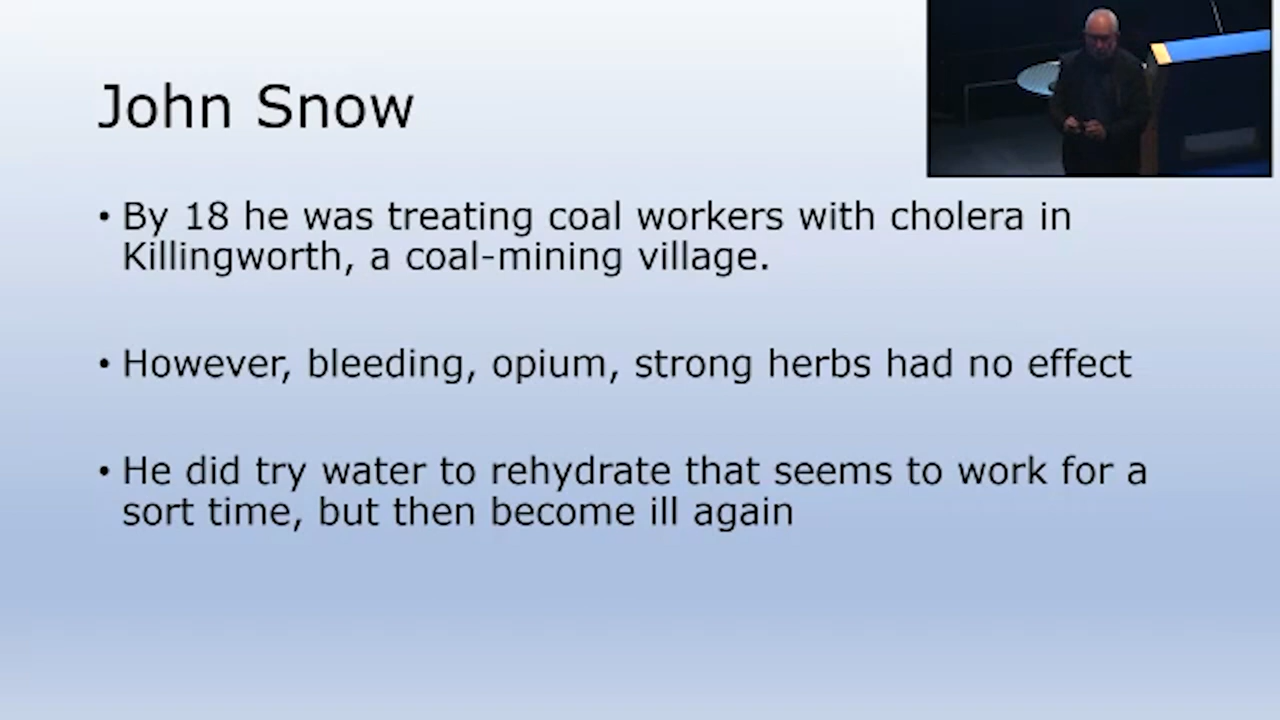 John Snow
• By 18 he was treating coal workers with cholera in
Killingworth, a coal-mining village.
• However, bleeding, opium, strong herbs had no effect
• He did try water to rehydrate that seems to work for a
sort time, but then become ill again